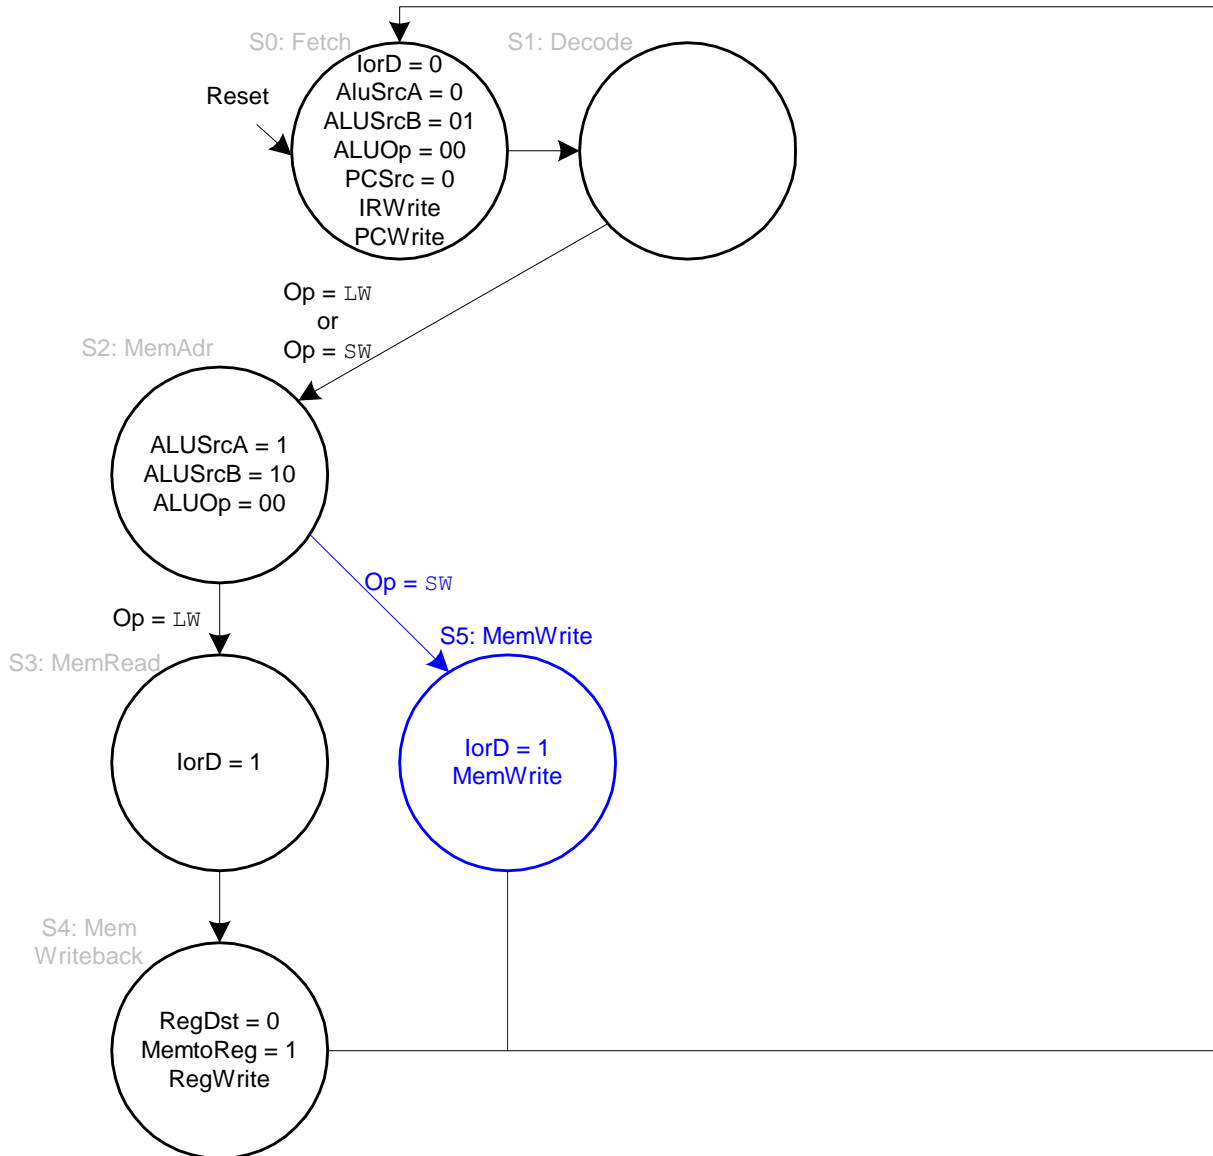 S0: Fetch
S1: Decode
IorD = 0
AluSrcA = 0
ALUSrcB = 01
ALUOp = 00
PCSrc = 0
IRWrite
PCWrite
Reset
Op = LW
or
Op = SW
S2: MemAdr
ALUSrcA = 1
ALUSrcB = 10
ALUOp = 00
Op = SW
Op = LW
S5: MemWrite
S3: MemRead
IorD = 1
IorD = 1
MemWrite
S4: Mem
Writeback
RegDst = 0
MemtoReg = 1
RegWrite